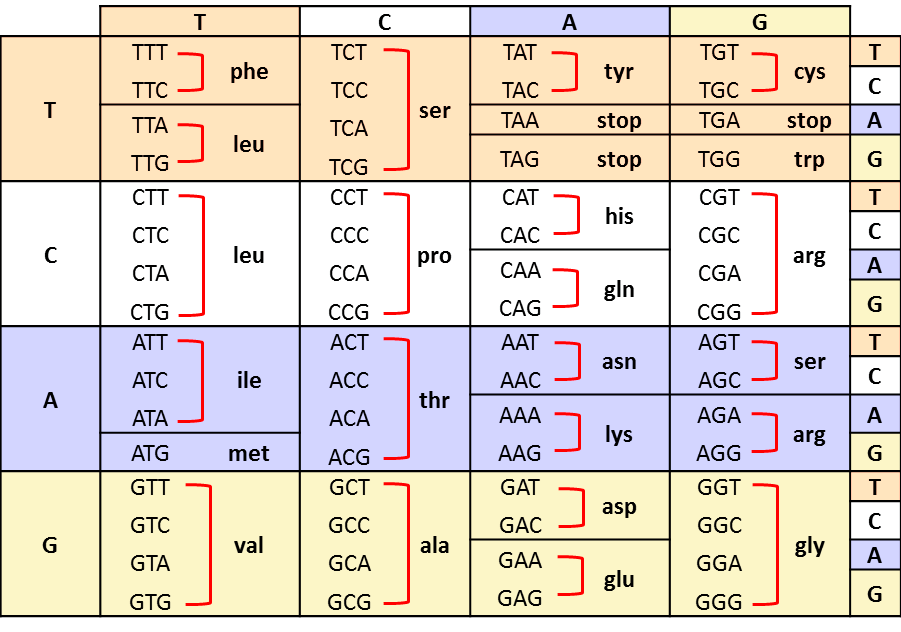 T C A G
T TTT TTC phe TCT TCC TCA TCG ser TAT TAC tyr TGT TGC cys T C
TTA TTG leu TAA stop TGA stop A
TAG stop TGG trp G
C CTT CTC CTA CTG leu CCT CCC CCA CCG pro CAT CAC his CGT CGC CGA CGG arg T C
CAA CAG gln A G
A ATT ATC ATA ile ACT ACC ACA ACG thr AAT AAC asn AGT AGC ser T C
ATG met AAA AAG lys AGA AGG arg A G
G GTT GTC GTA GTG val GCT GCC GCA GCG ala GAT GAC asp GGT GGC GGA GGG gly T C
GAA GAG glu A G